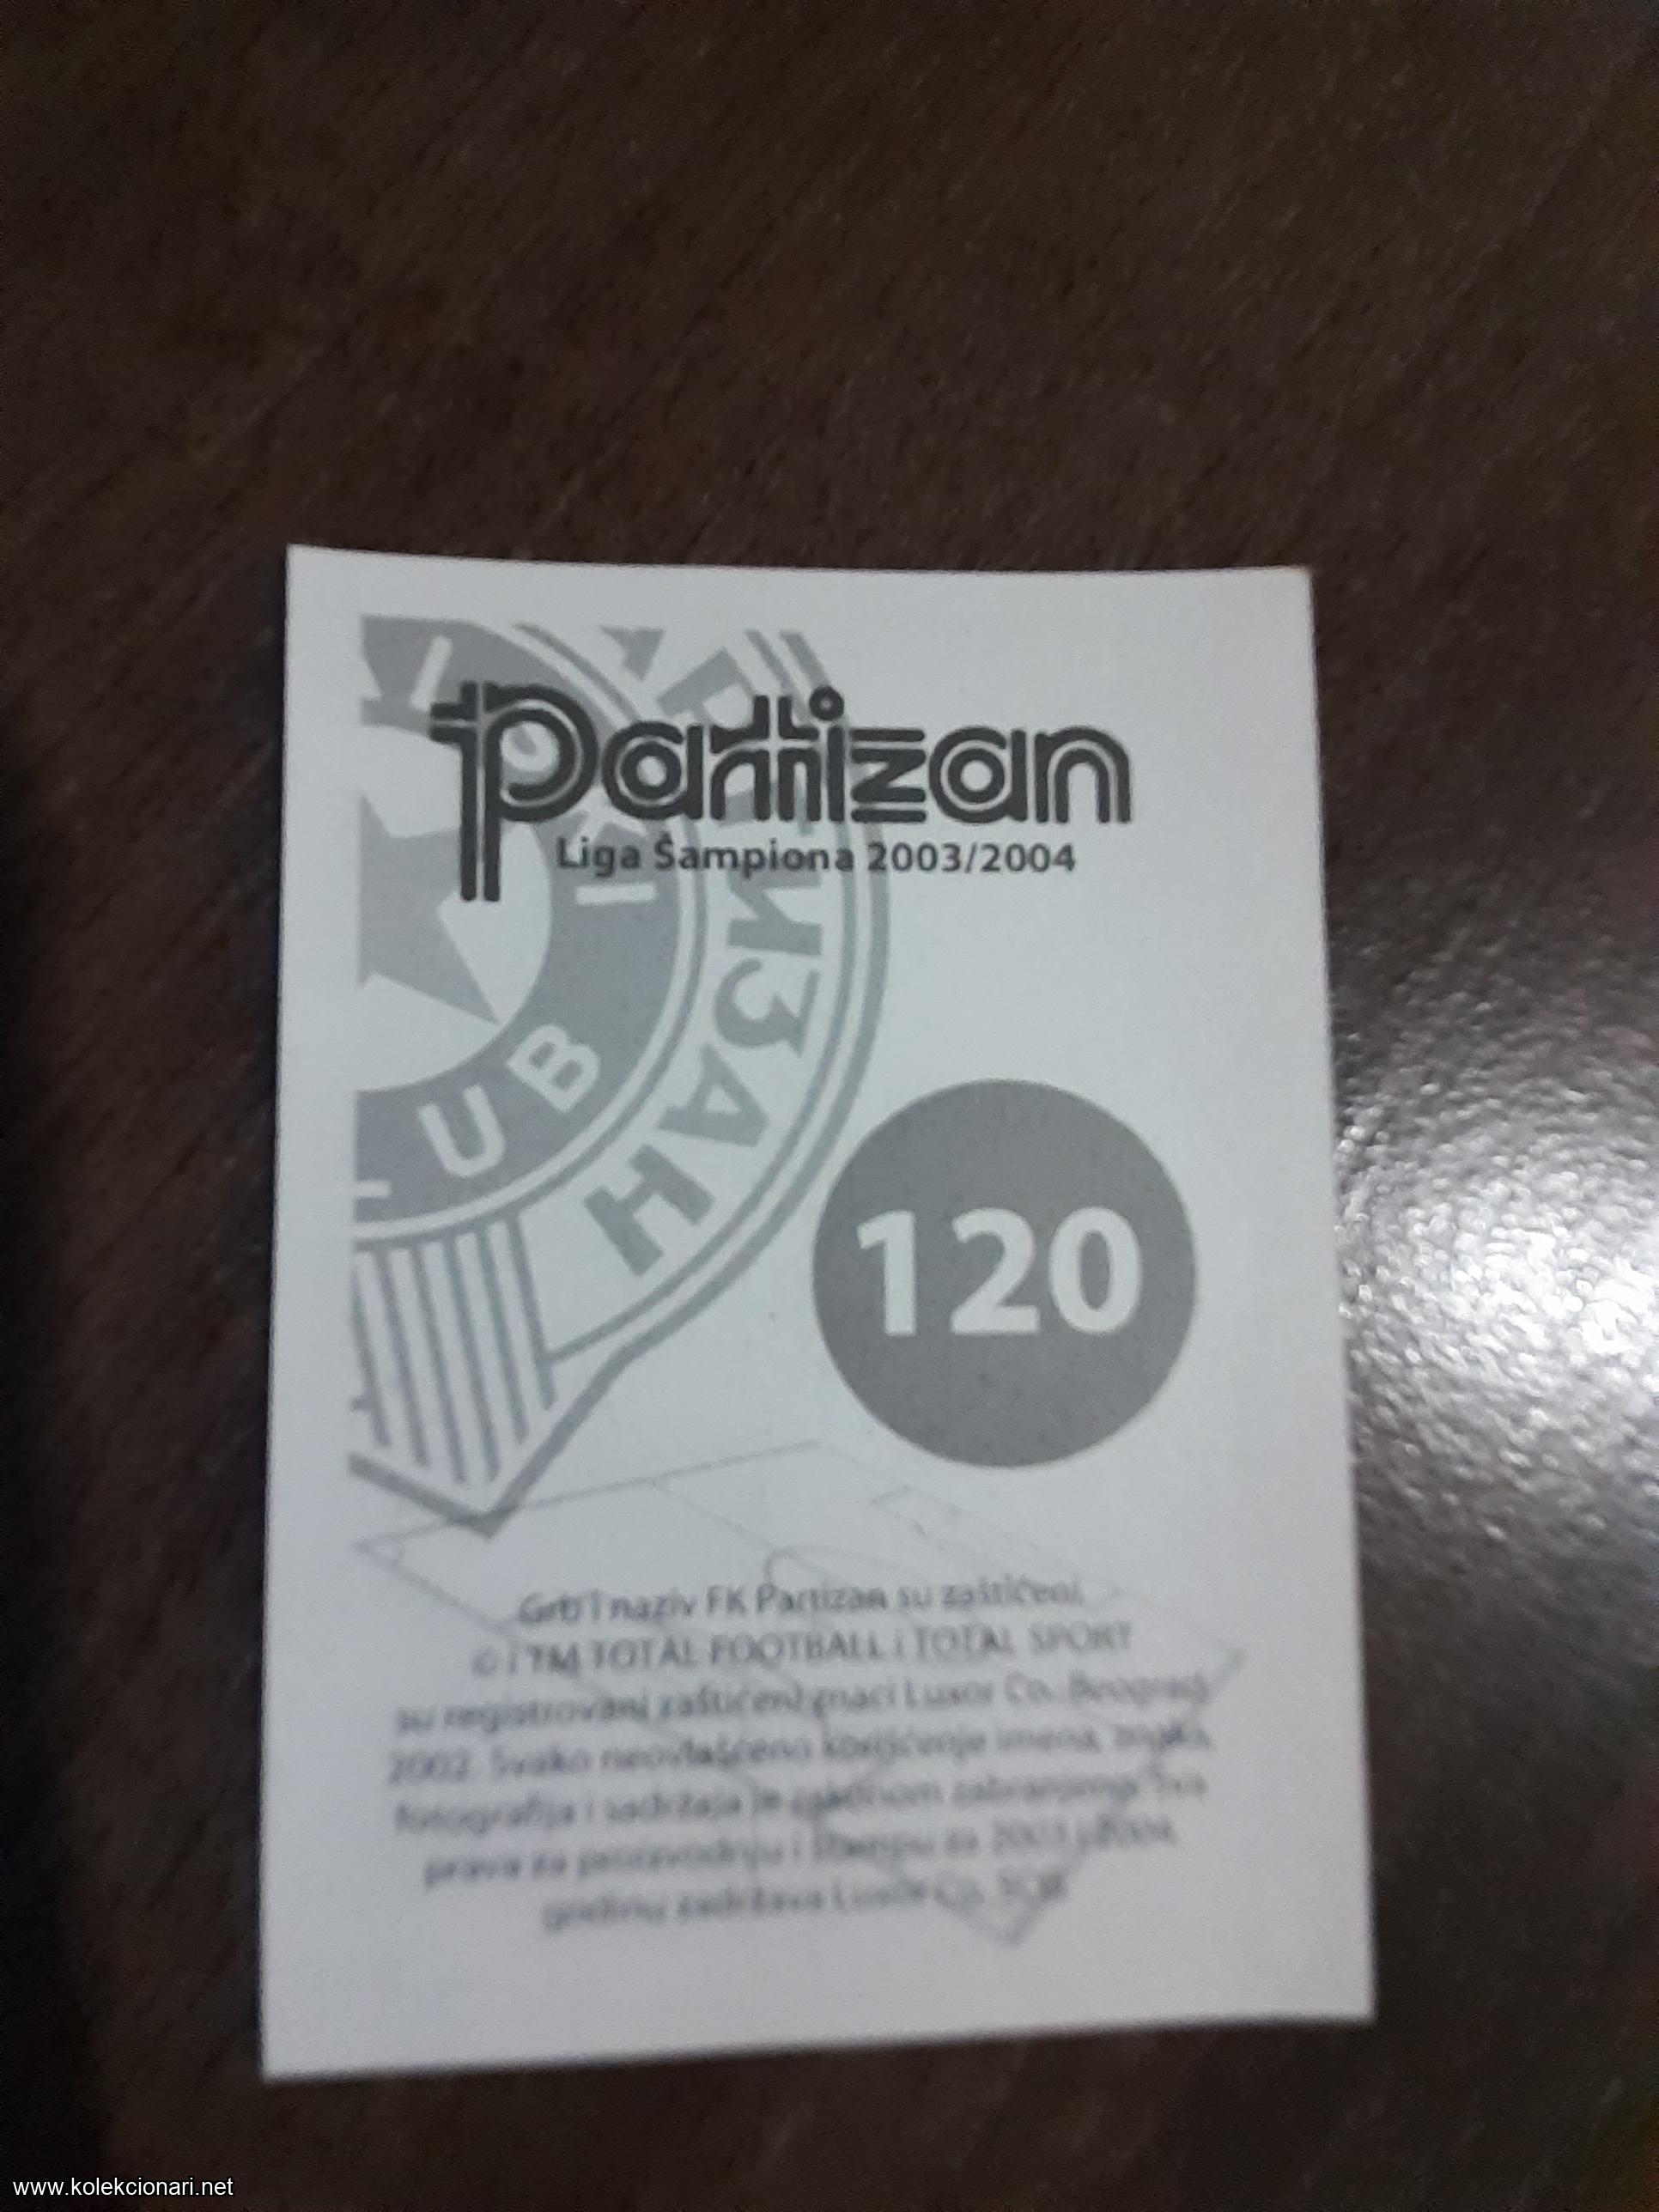 Partizan
Liga Šampiona 2003/2004
UB
ИЗАН
120
Grb i naziv FK Partizan su zaštićeni.
© i TM TOTAL FOOTBALL i TOTAL SPORT
su registrovani zaštićeni znaci Luxor Co. Beograd
2002. Svako neovlašćeno korišćenje imena, znaka,
fotografija i sadržaja je zakonom zabranjeno. Sva
prava za proizvodnju i štampu za 2003 i 2004.
godinu zadržava Luxor Co.
www.kolekcionari.net